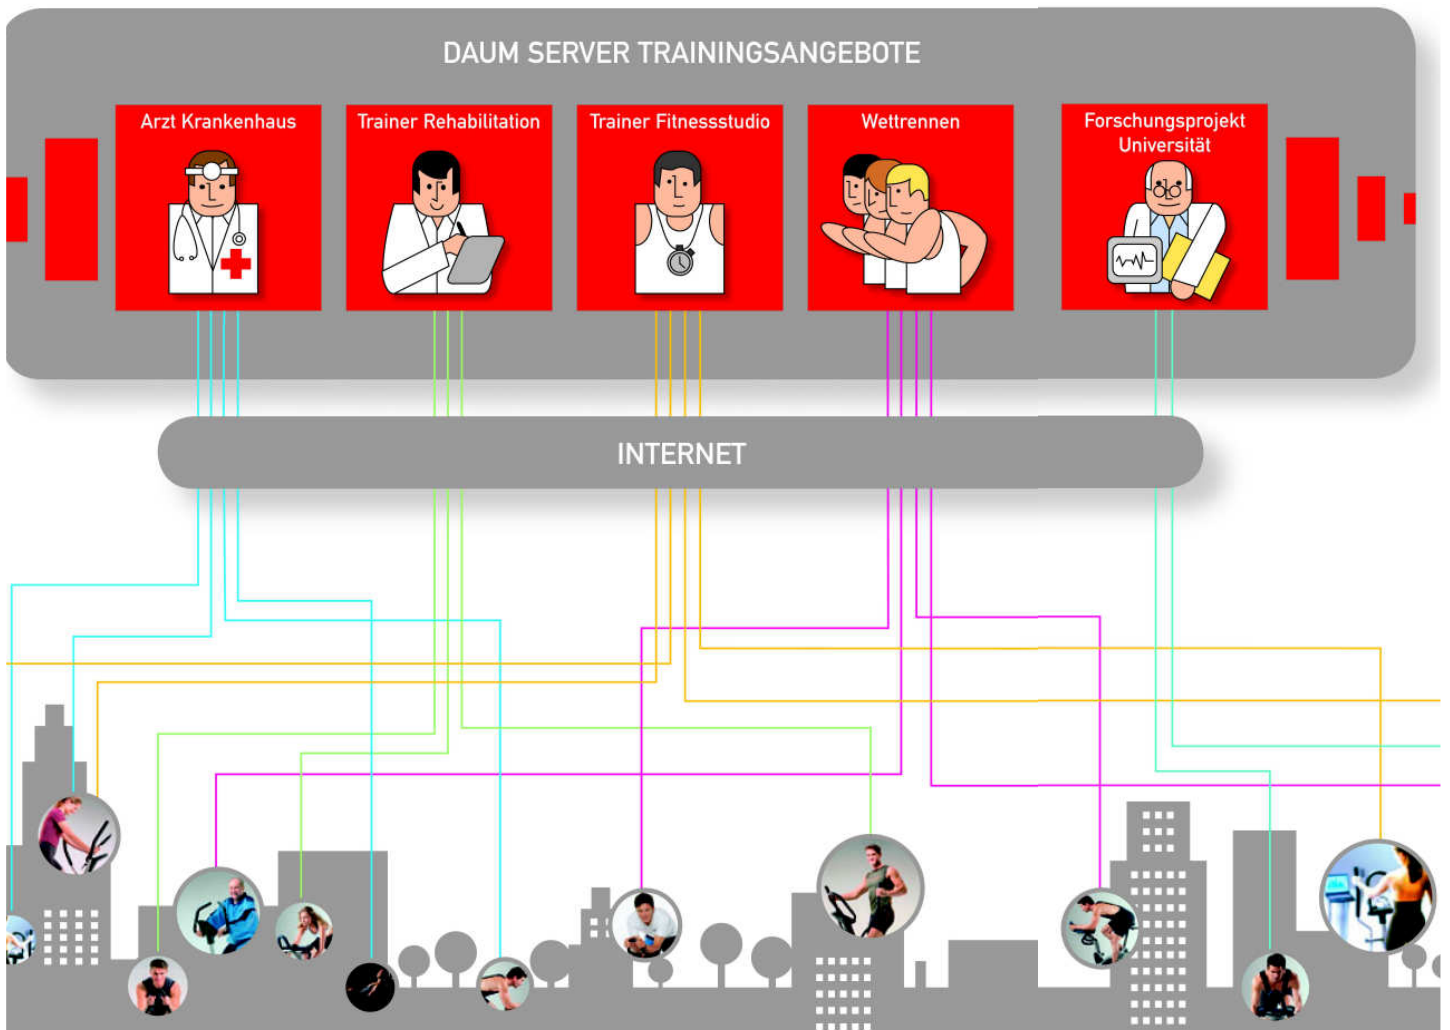 DAUM SERVER TRAININGSANGEBOTE
Arzt Krankenhaus
Trainer Rehabilitation
Trainer Fitnessstudio
Wettrennen
Forschungsprojekt
Universität
INTERNET